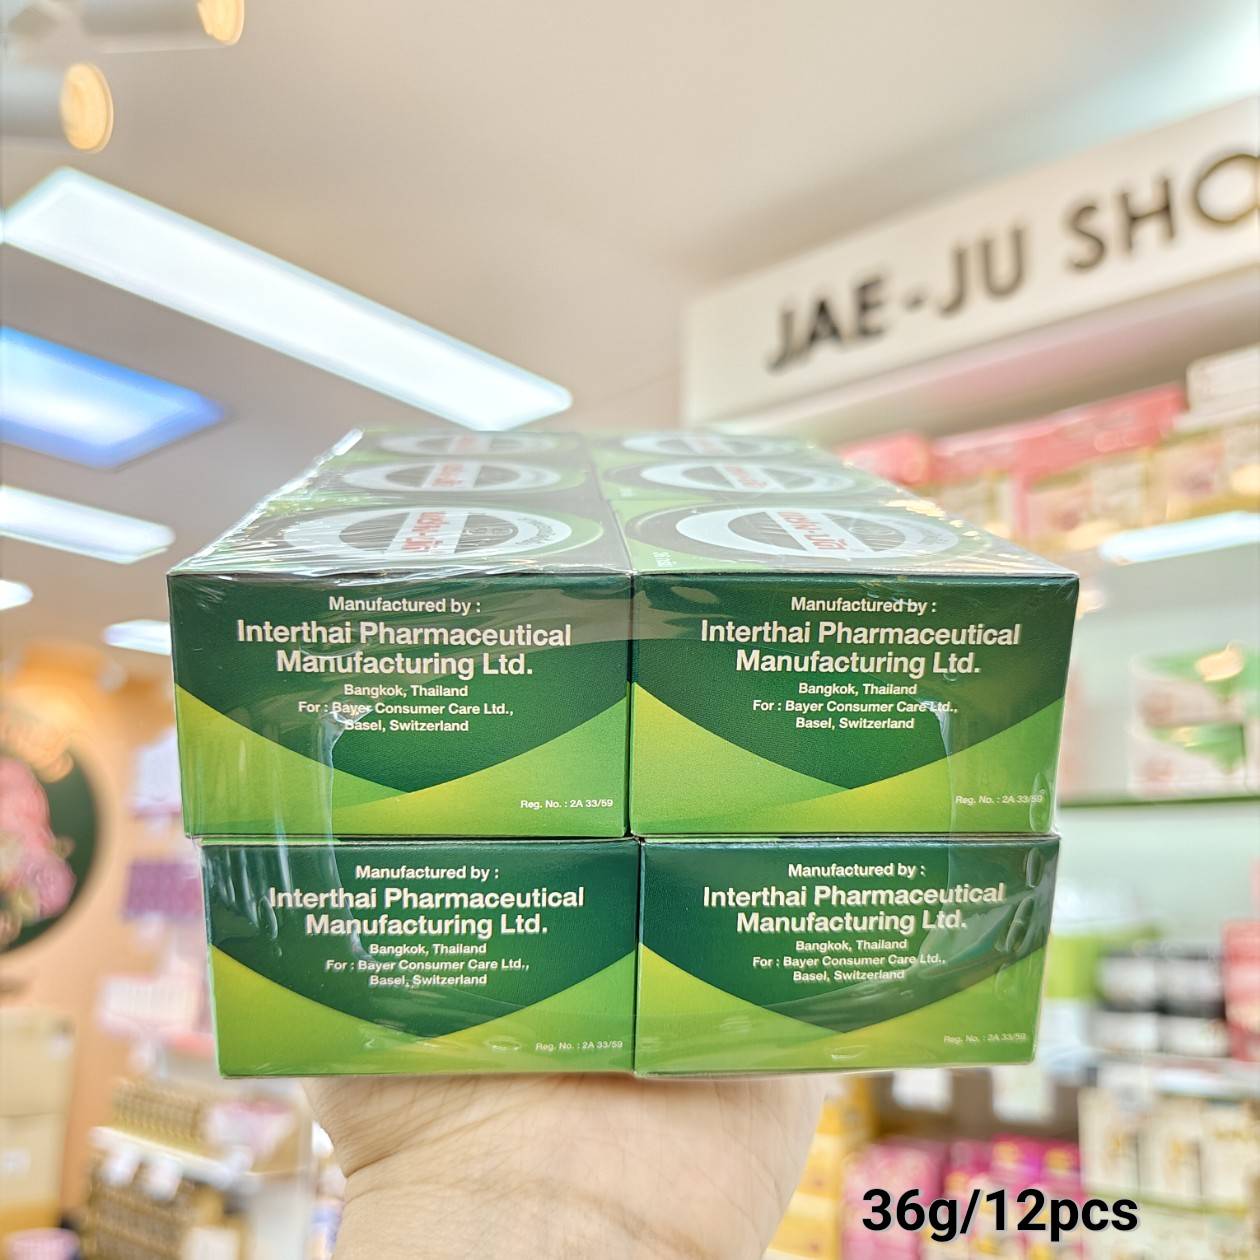 JAE-JU SHO
Manufactured by :
Interthai Pharmaceutical
Manufacturing Ltd.
Bangkok, Thailand
For : Bayer Consumer Care Ltd.,
Basel, Switzerland
Reg. No. : 2A 33/59
Manufactured by :
Interthai Pharmaceutical
Manufacturing Ltd.
Bangkok, Thailand
For : Bayer Consumer Care Ltd.,
Basel, Switzerland
Reg. No. : 2A 33/59
Manufactured by :
Interthai Pharmaceutical
Manufacturing Ltd.
Bangkok, Thailand
For : Bayer Consumer Care Ltd.,
Basel, Switzerland
Reg. No. : 2A 33/59
Manufactured by :
Interthai Pharmaceutical
Manufacturing Ltd.
Bangkok, Thailand
For : Bayer Consumer Care Ltd.,
Basel, Switzerland
Reg. No. : 2A 33/59
36g/12pcs